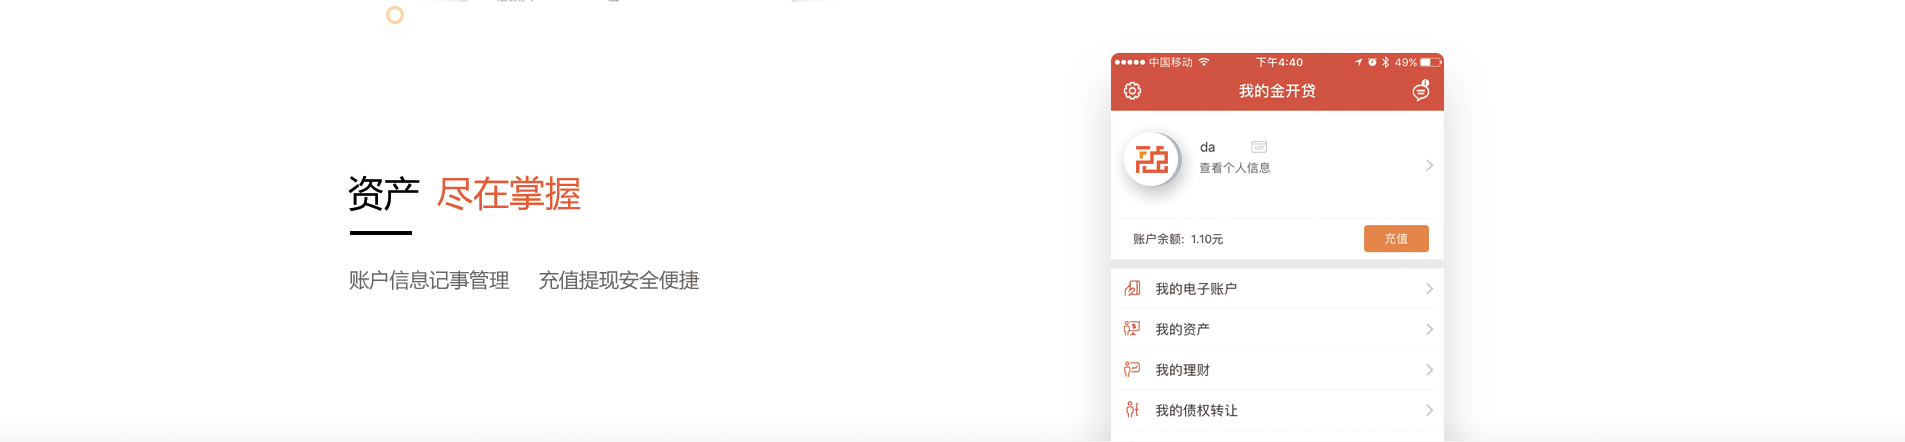 资产 尽在掌握
账户信息记事管理 充值提现安全便捷
中国移动 下午4:40 49%
我的金开贷
da VIP
查看个人信息
账户余额: 1.10元 充值
我的电子账户
我的资产
我的理财
我的债权转让